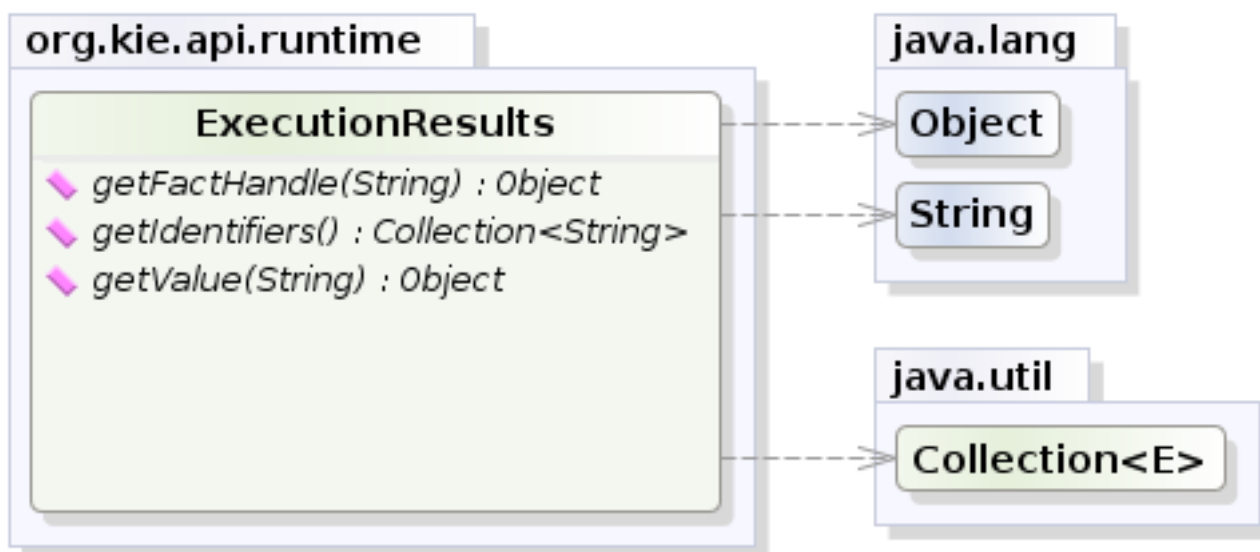 org.kie.api.runtime
ExecutionResults
getFactHandle(String) : Object
getIdentifiers() : Collection<String>
getValue(String) : Object
java.lang
Object
String
java.util
Collection<E>